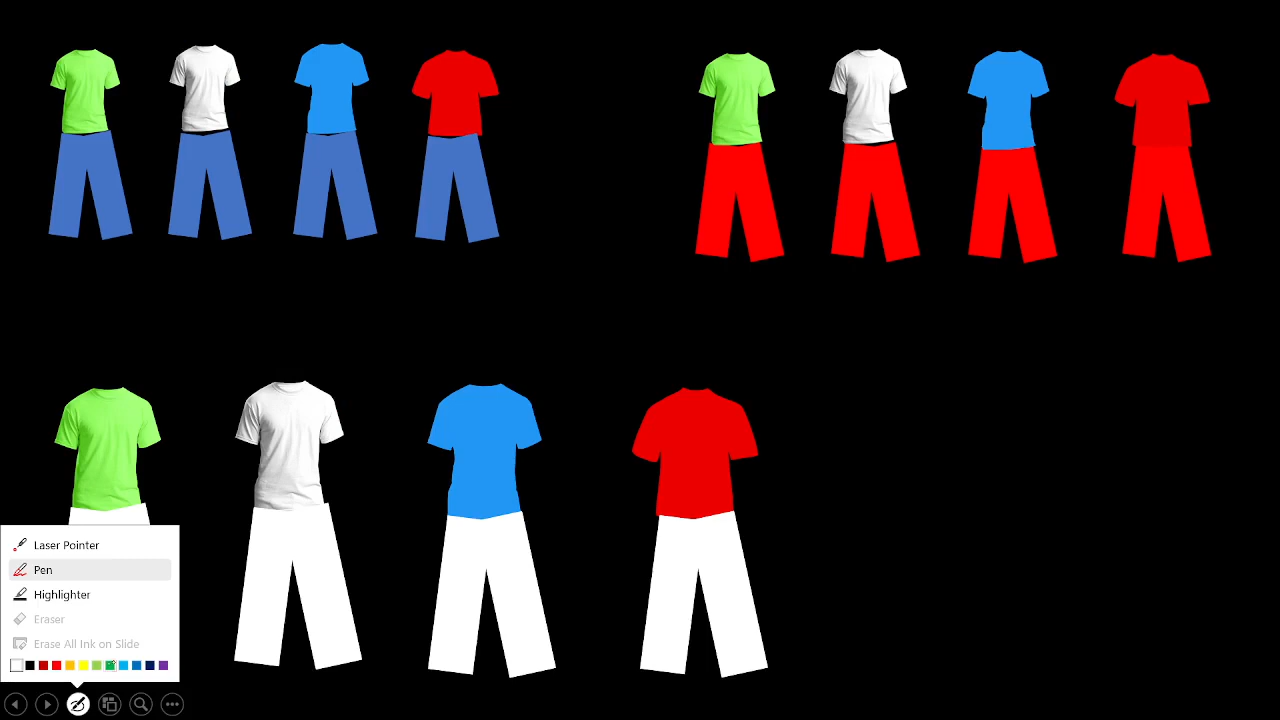 Laser Pointer
Pen
Highlighter
Eraser
Erase All Ink on Slide